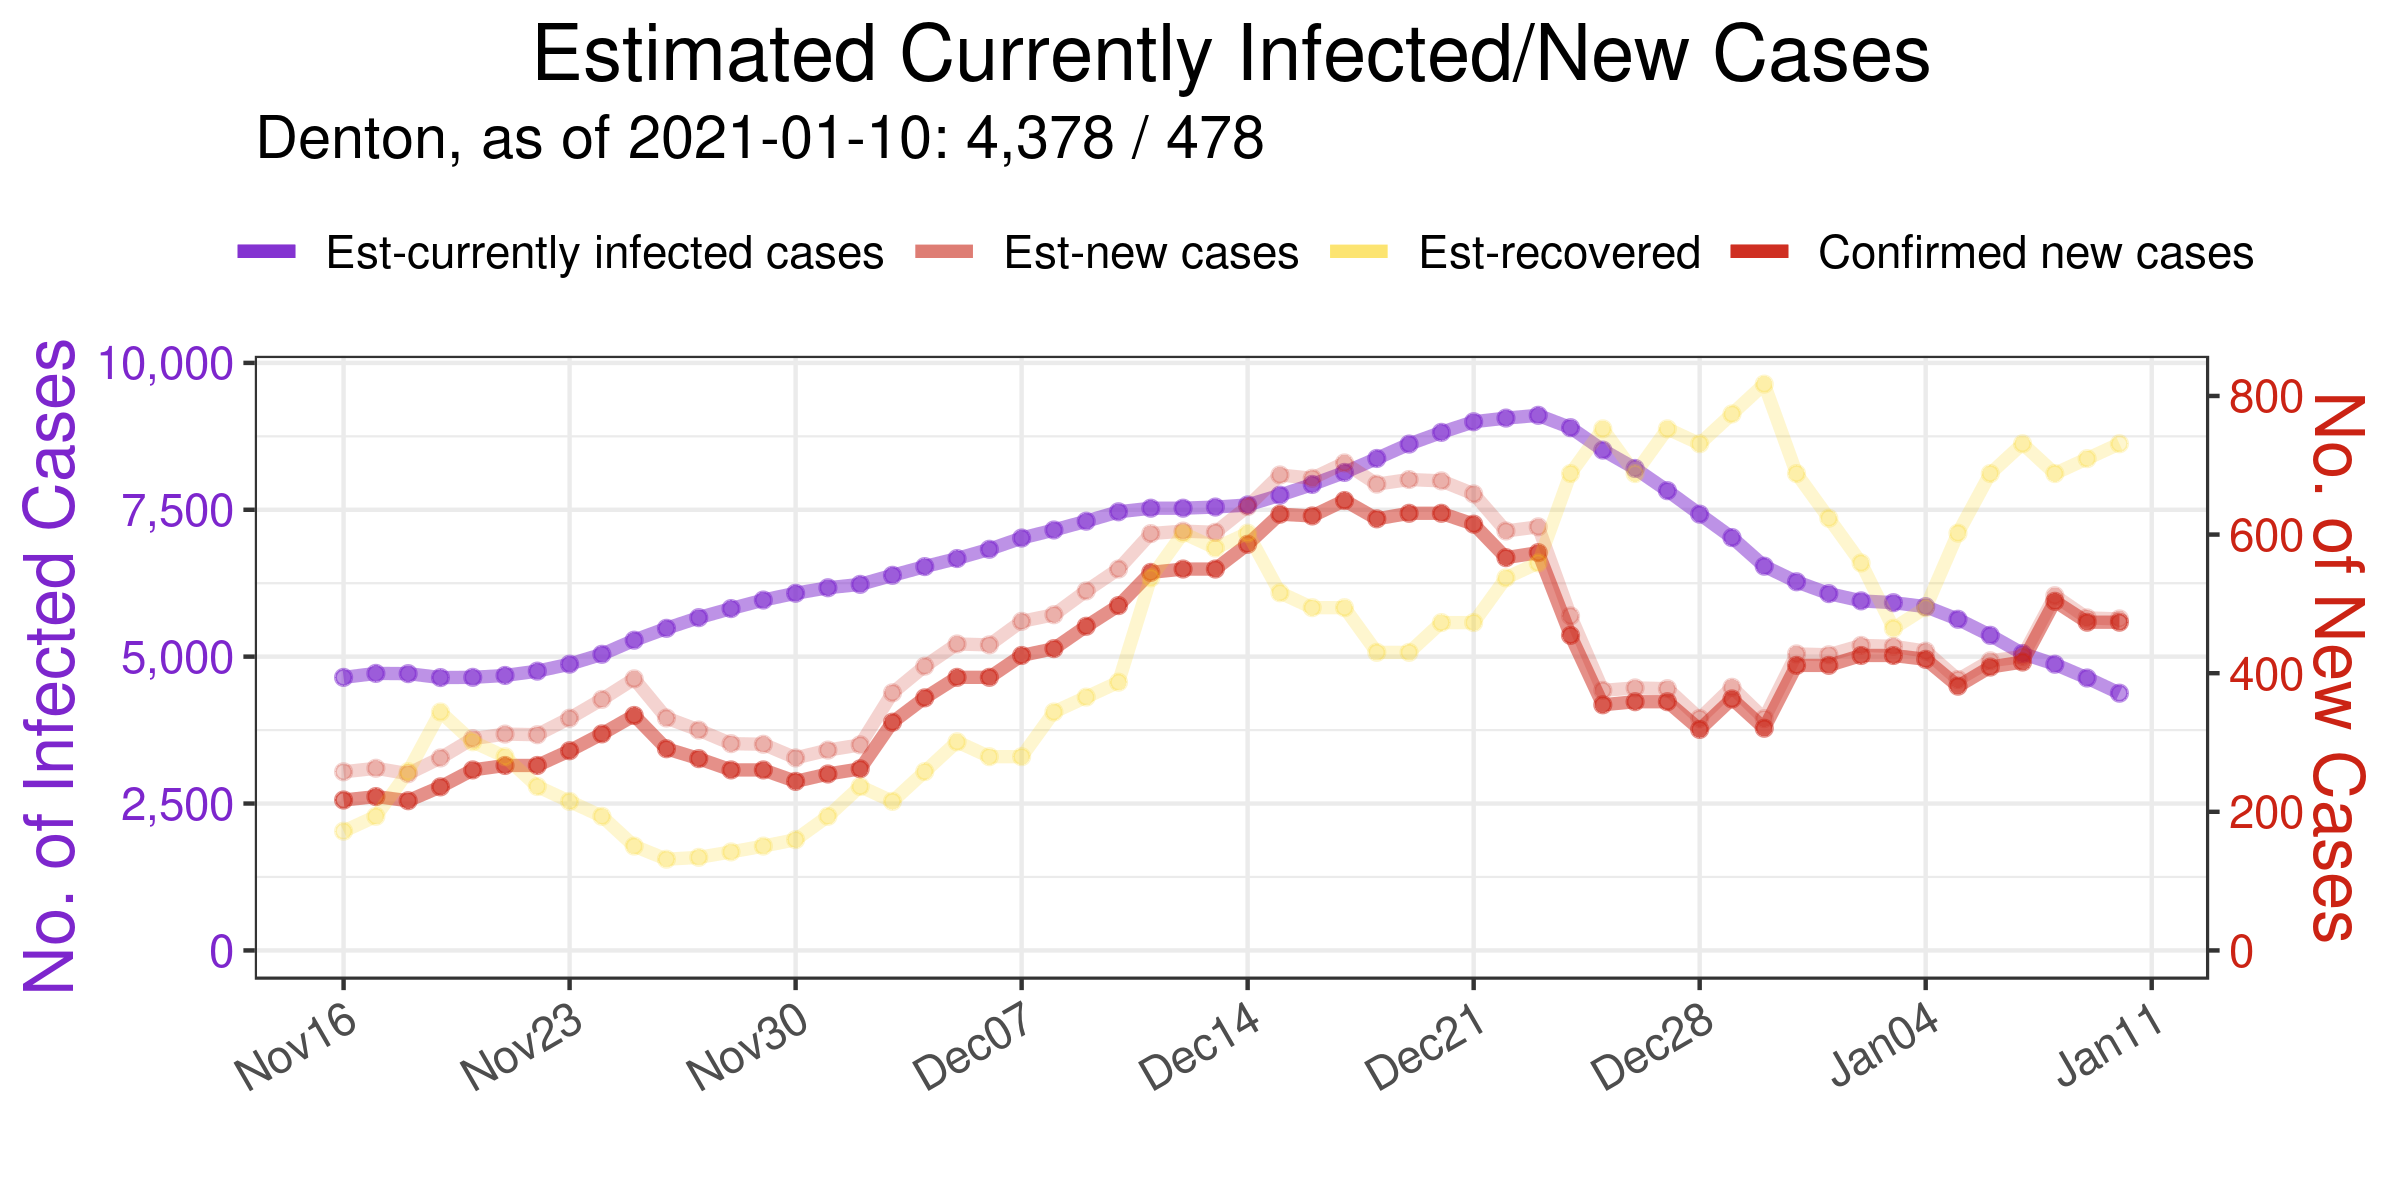 Estimated Currently Infected/New Cases
Denton, as of 2021-01-10: 4,378 / 478
Est-currently infected cases Est-new cases Est-recovered Confirmed new cases
No. of Infected Cases
10,000
7,500
5,000
2,500
0
800
600
400
200
0
No. of New Cases
Nov16 Nov23 Nov30 Dec07 Dec14 Dec21 Dec28 Jan04 Jan11